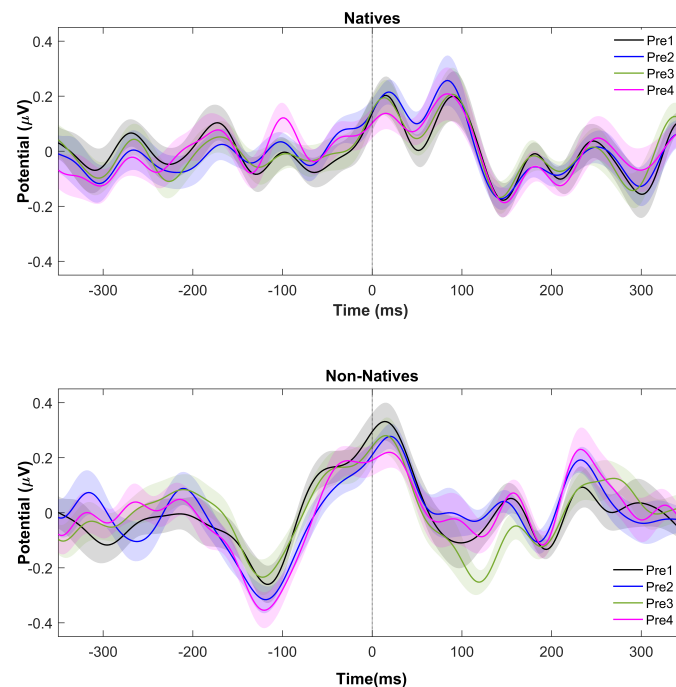 Natives
Potential (μV)
0.4
0.2
0
-0.2
-0.4
Pre1
Pre2
Pre3
Pre4
-300 -200 -100 0 100 200 300
Time (ms)
Non-Natives
Potential (μV)
0.4
0.2
0
-0.2
-0.4
Pre1
Pre2
Pre3
Pre4
-300 -200 -100 0 100 200 300
Time(ms)